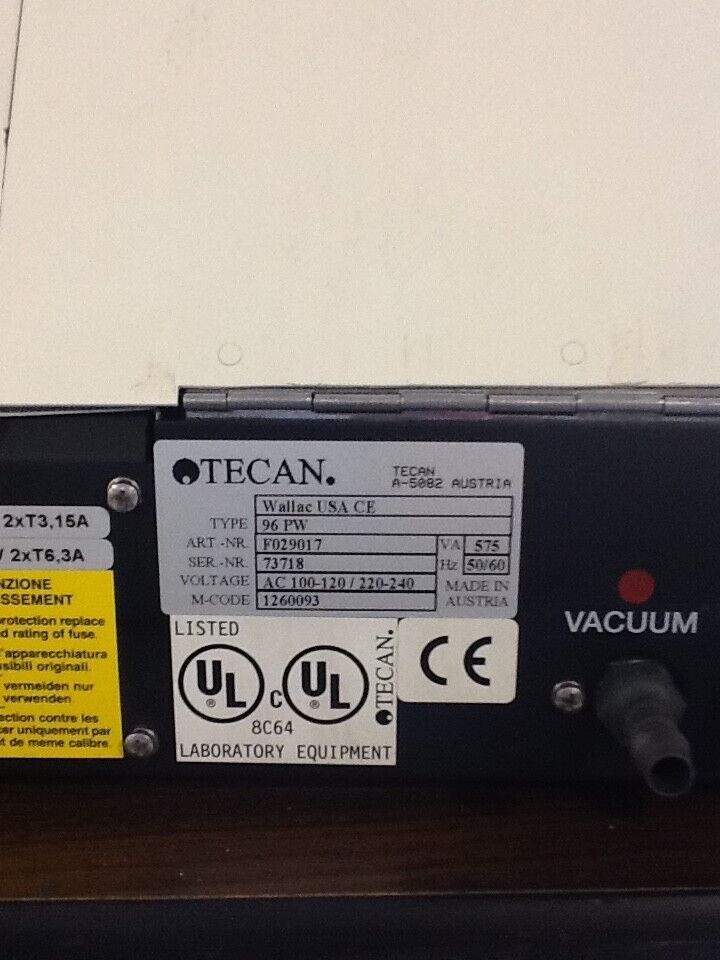 TECAN.
TECAN
A-5082 AUSTRIA
Wallac USA CE
TYPE 96 PW
ART.-NR. F029017 VA 575
SER.-NR. 73718 Hz 50/60
VOLTAGE AC 100-120 / 220-240 MADE IN
M-CODE 1260093 AUSTRIA
2xT3,15A
/ 2xT6,3A
NZIONE
ISSEMENT
protection replace
d rating of fuse.
l'apparecchiatura
sibili originali.
vermeiden nur
verwenden
ction contre les
cer uniquement par
t de meme calibre.
LISTED
UL ® C UL ®
TECAN.
8C64
LABORATORY EQUIPMENT
CE
VACUUM